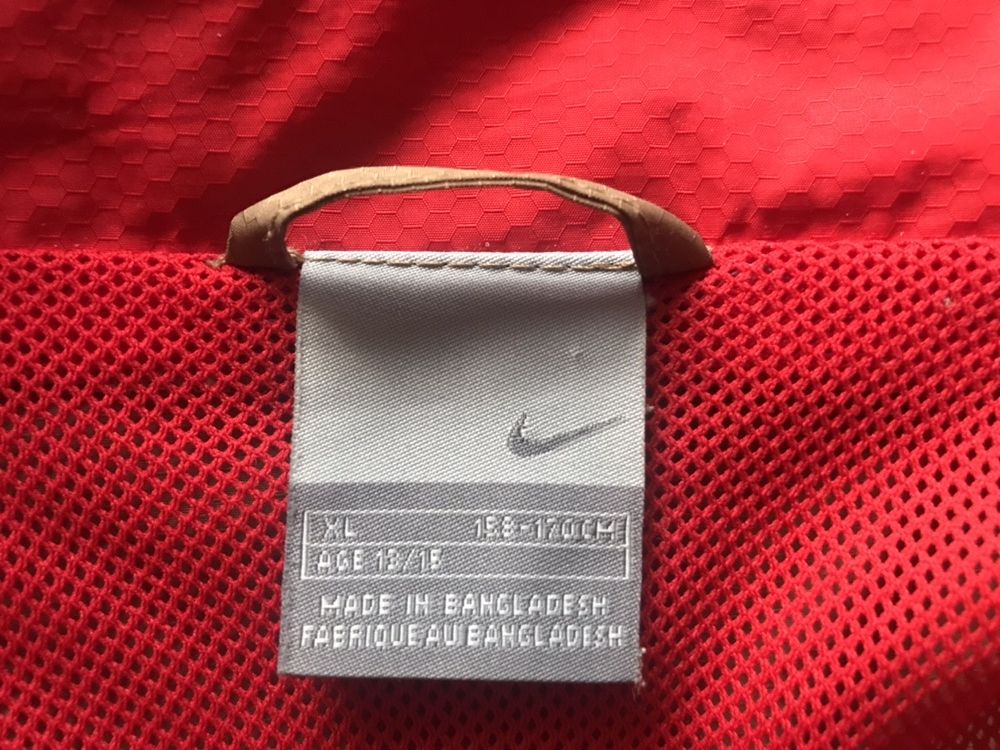 XL 158-170CM
AGE 13/15
MADE IN BANGLADESH
FABRIQUE AU BANGLADESH